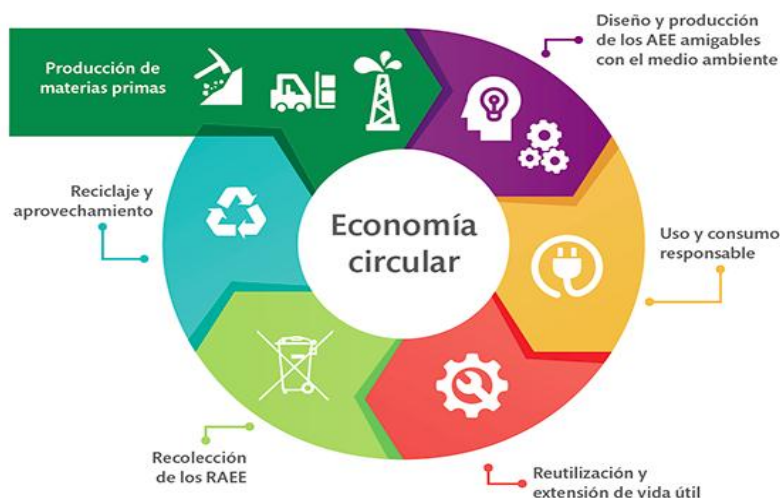 Producción de
materias primas
Diseño y producción
de los AEE amigables
con el medio ambiente
Uso y consumo
responsable
Reutilización y
extensión de vida útil
Recolección
de los RAEE
Reciclaje y
aprovechamiento
Economía
circular